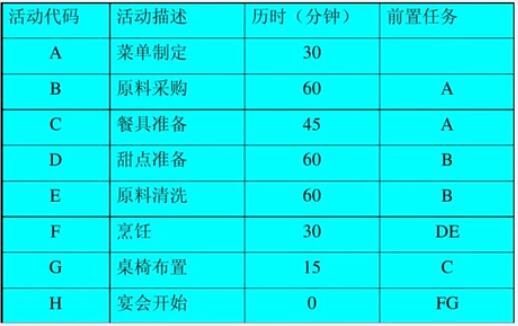 活动代码 活动描述 历时（分钟） 前置任务
A 菜单制定 30
B 原料采购 60 A
C 餐具准备 45 A
D 甜点准备 60 B
E 原料清洗 60 B
F 烹饪 30 DE
G 桌椅布置 15 C
H 宴会开始 0 FG